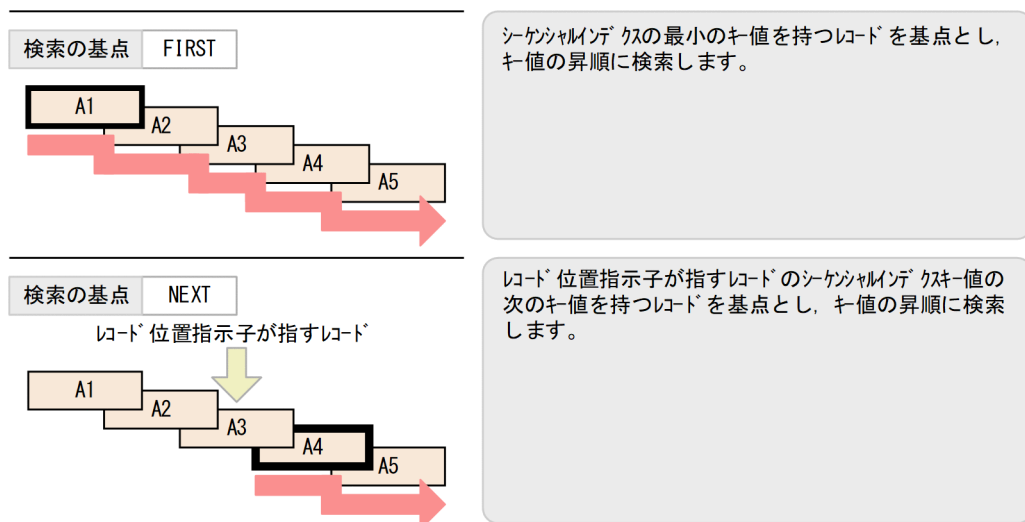 検索の基点 FIRST
A1
A2
A3
A4
A5
ｼｰｹﾝｼｬﾙｲﾝﾃﾞｸｽの最小のｷｰ値を持つﾚｺｰﾄﾞを基点とし,
ｷｰ値の昇順に検索します。
検索の基点 NEXT
ﾚｺｰﾄﾞ位置指示子が指すﾚｺｰﾄﾞ
A1
A2
A3
A4
A5
ﾚｺｰﾄﾞ位置指示子が指すﾚｺｰﾄﾞのｼｰｹﾝｼｬﾙｲﾝﾃﾞｸｽｷｰ値の
次のｷｰ値を持つﾚｺｰﾄﾞを基点とし, ｷｰ値の昇順に検索
します。